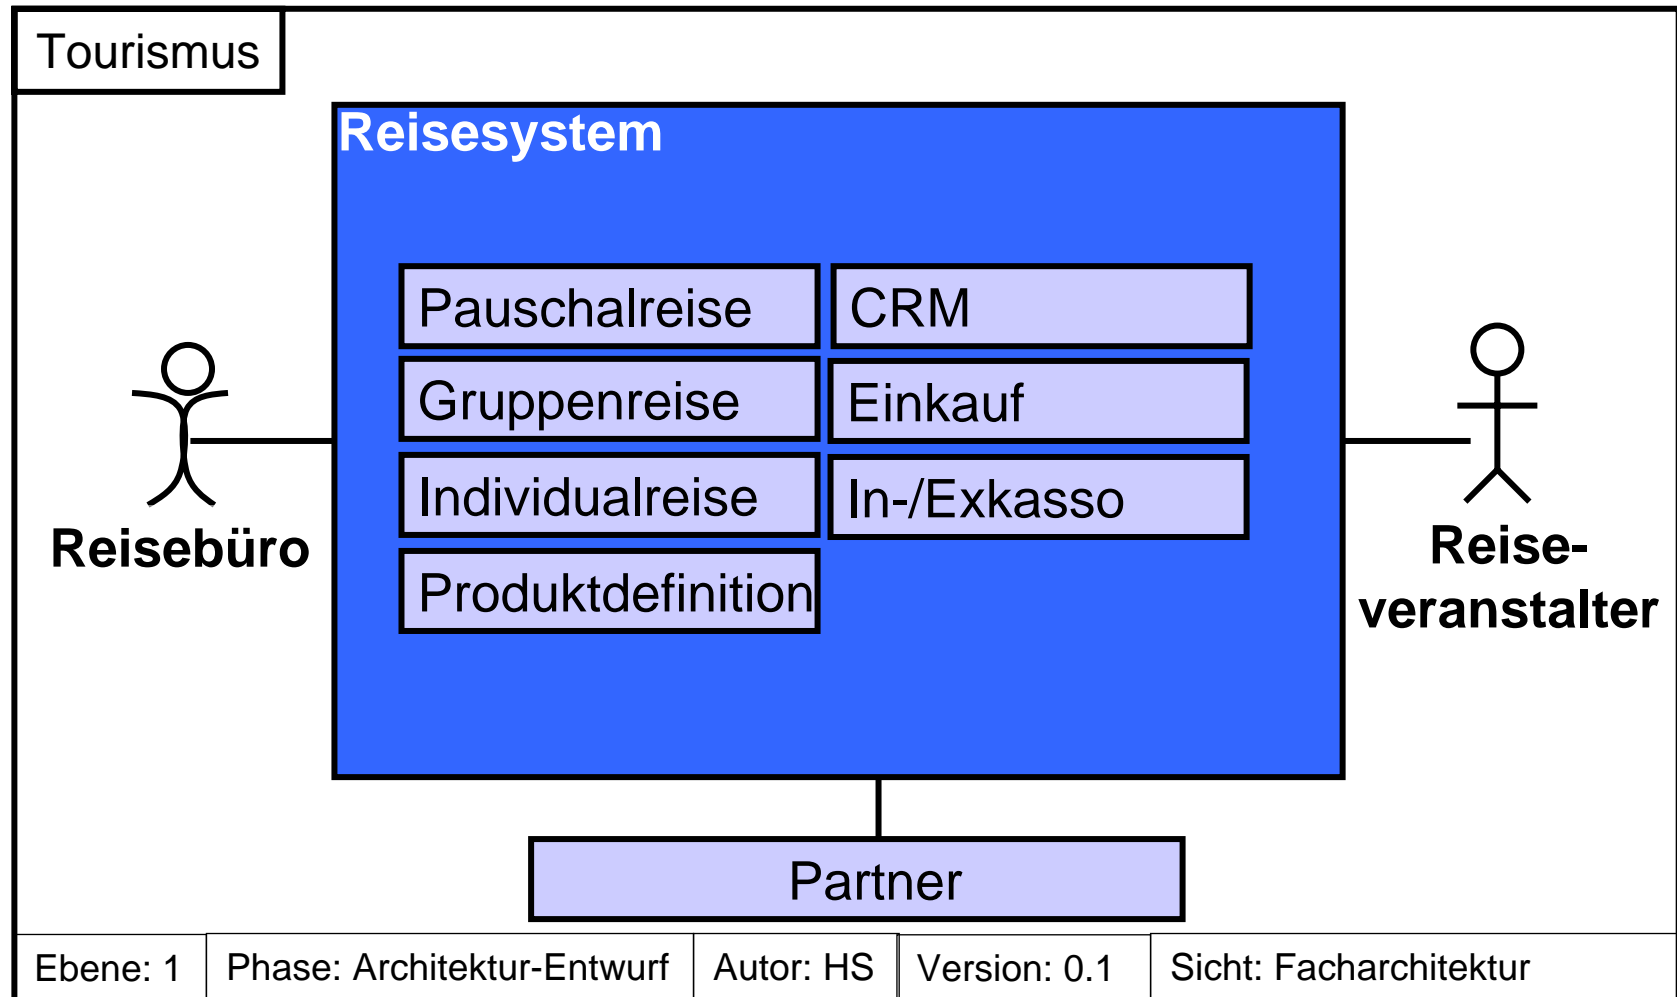 Tourismus
Reisesystem
Pauschalreise
Gruppenreise
Individualreise
Produktdefinition
CRM
Einkauf
In-/Exkasso
Reisebüro
Reise-
veranstalter
Partner
Ebene: 1
Phase: Architektur-Entwurf
Autor: HS
Version: 0.1
Sicht: Facharchitektur